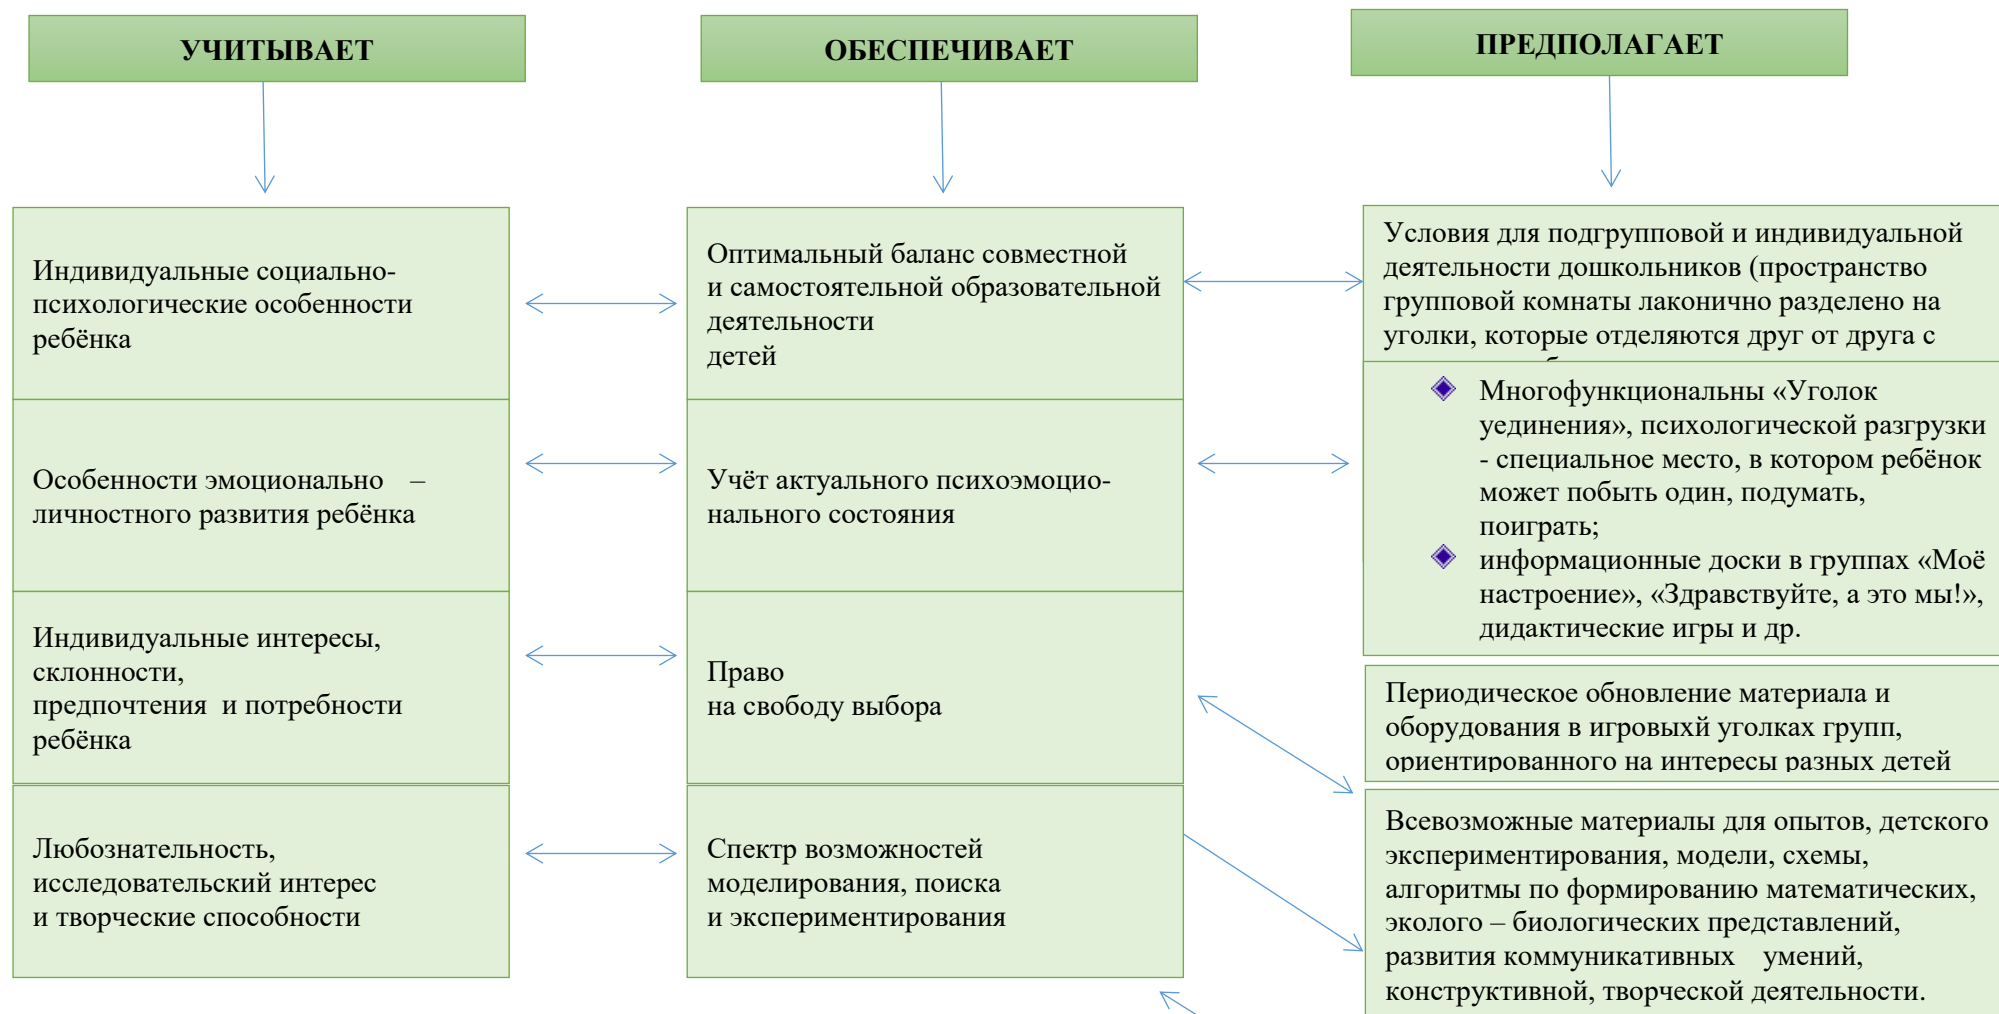 УЧИТЫВАЕТ
ОБЕСПЕЧИВАЕТ
ПРЕДПОЛАГАЕТ
Индивидуальные социально-
психологические особенности
ребёнка
Оптимальный баланс совместной
и самостоятельной образовательной
деятельности
детей
Условия для подгрупповой и индивидуальной
деятельности дошкольников (пространство
групповой комнаты лаконично разделено на
уголки, которые отделяются друг от друга с
Особенности эмоционально –
личностного развития ребёнка
Учёт актуального психоэмоцио-
нального состояния
Многофункциональны «Уголок
уединения», психологической разгрузки
- специальное место, в котором ребёнок
может побыть один, подумать,
поиграть;
информационные доски в группах «Моё
настроение», «Здравствуйте, а это мы!»,
дидактические игры и др.
Индивидуальные интересы,
склонности,
предпочтения и потребности
ребёнка
Право
на свободу выбора
Периодическое обновление материала и
оборудования в игровыхй уголках групп,
ориентированного на интересы разных детей
Любознательность,
исследовательский интерес
и творческие способности
Спектр возможностей
моделирования, поиска
и экспериментирования
Всевозможные материалы для опытов, детского
экспериментирования, модели, схемы,
алгоритмы по формированию математических,
эколого – биологических представлений,
развития коммуникативных умений,
конструктивной, творческой деятельности.